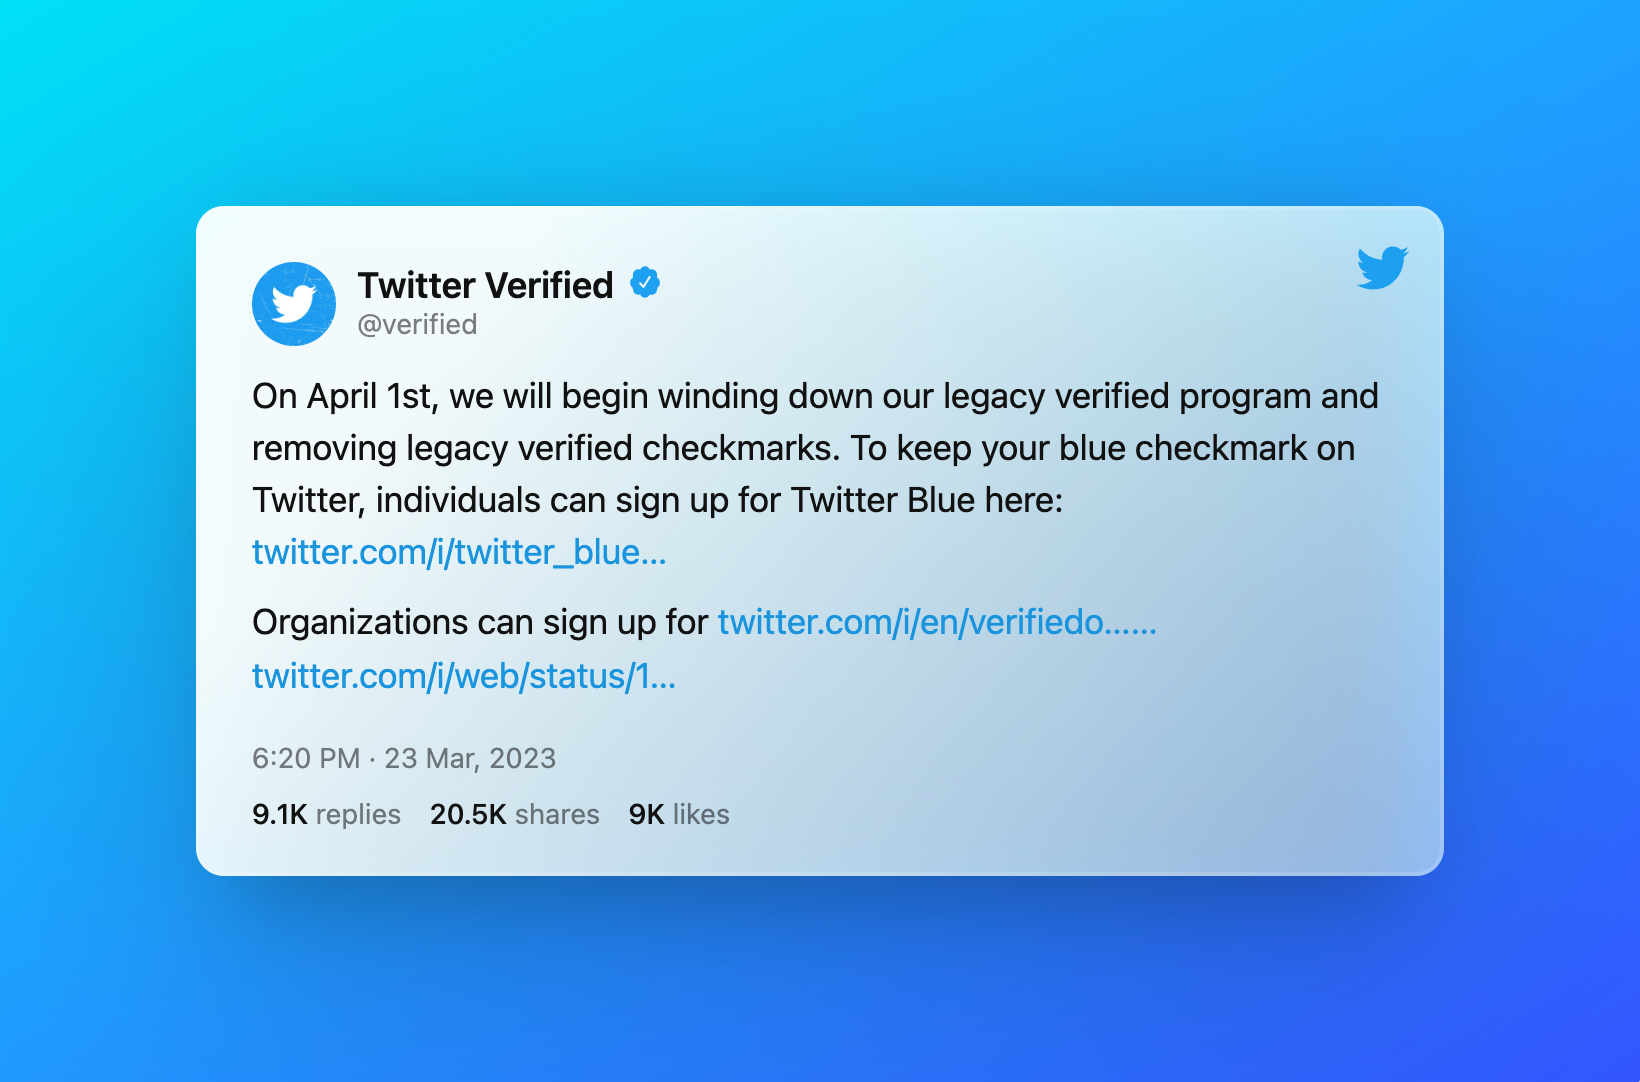 Twitter Verified
@verified
On April 1st, we will begin winding down our legacy verified program and
removing legacy verified checkmarks. To keep your blue checkmark on
Twitter, individuals can sign up for Twitter Blue here:
twitter.com/i/twitter_blue...
Organizations can sign up for twitter.com/i/en/verifiedo......
twitter.com/i/web/status/1...
6:20 PM · 23 Mar, 2023
9.1K replies 20.5K shares 9K likes